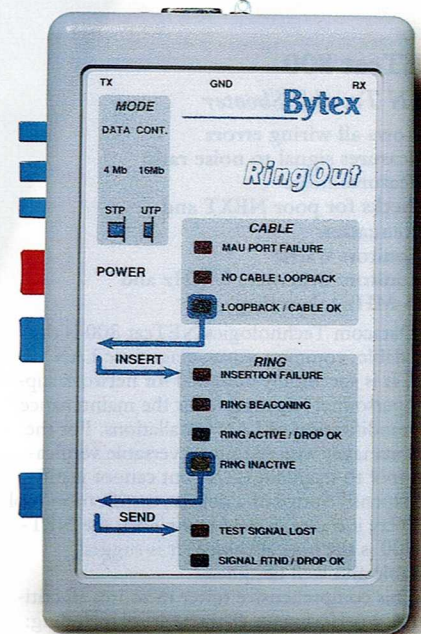 TX GND RX
MODE
Bytex
DATA CONT.
4 Mb 16Mb
RingOut
STP UTP
CABLE
MAU PORT FAILURE
POWER
NO CABLE LOOPBACK
LOOPBACK / CABLE OK
INSERT
RING
INSERTION FAILURE
RING BEACONING
RING ACTIVE / DROP OK
RING INACTIVE
SEND
TEST SIGNAL LOST
SIGNAL RTND / DROP OK